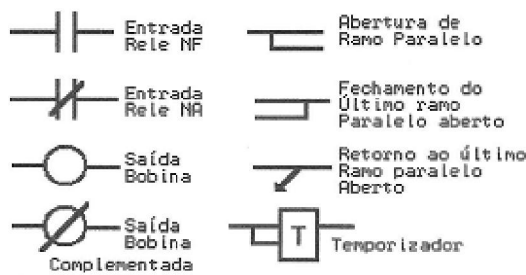 Entrada
Rele NF
Abertura de
Ramo Paralelo
Entrada
Rele NA
Fechamento do
Último ramo
Paralelo aberto
Saída
Bobina
Retorno ao último
Ramo paralelo
Aberto
Saída
Bobina
Complementada
T
Temporizador